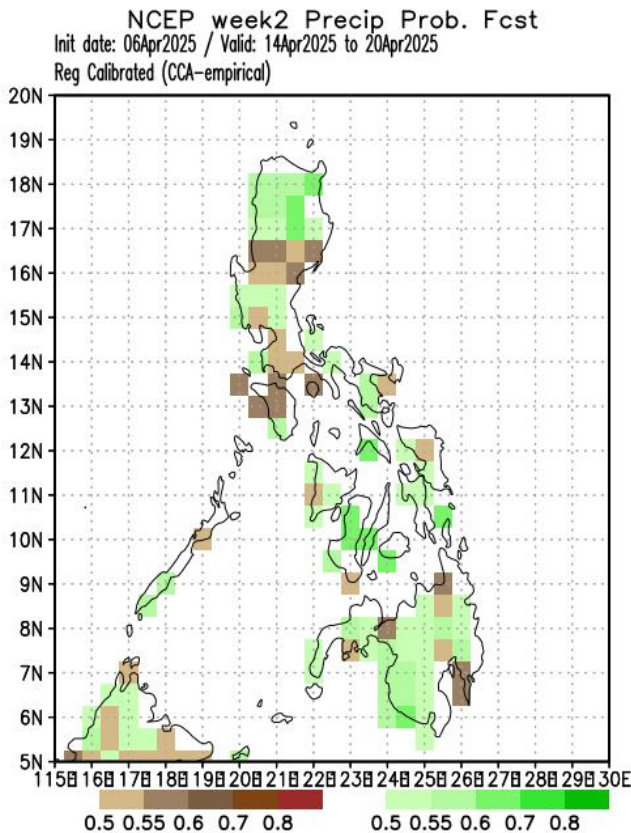 NCEP week2 Precip Prob. Fcst
Init date: 06Apr2025 / Valid: 14Apr2025 to 20Apr2025
Reg Calibrated (CCA-empirical)
20N
19N
18N
17N
16N
15N
14N
13N
12N
11N
10N
9N
8N
7N
6N
5N
115E 116E 117E 118E 119E 120E 121E 122E 123E 124E 125E 126E 127E 128E 129E 130E
0.5 0.55 0.6 0.7 0.8 0.5 0.55 0.6 0.7 0.8